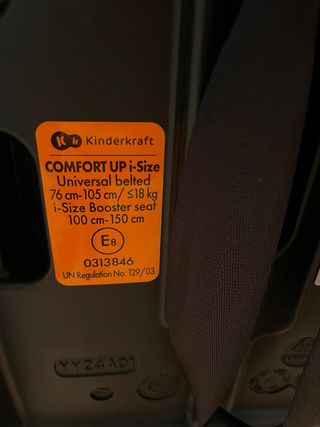 Kinderkraft
COMFORT UP i-Size
Universal belted
76 cm-105 cm/ ≤18 kg
i-Size Booster seat
100 cm-150 cm
E8
0313846
UN Regulation No. 129/03
YY24A01